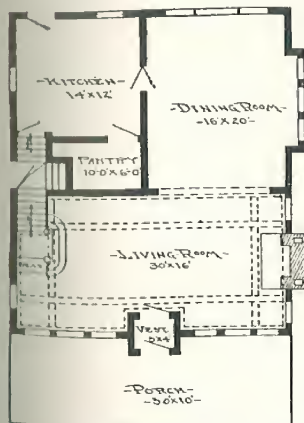 -KITCHEN-
14'X12'
-DINING ROOM-
-16'X20'-
PANTRY
10-0"X6-0"
-LIVING ROOM-
30'X16'
VEST
5X4
-PORCH-
-30'X10'-